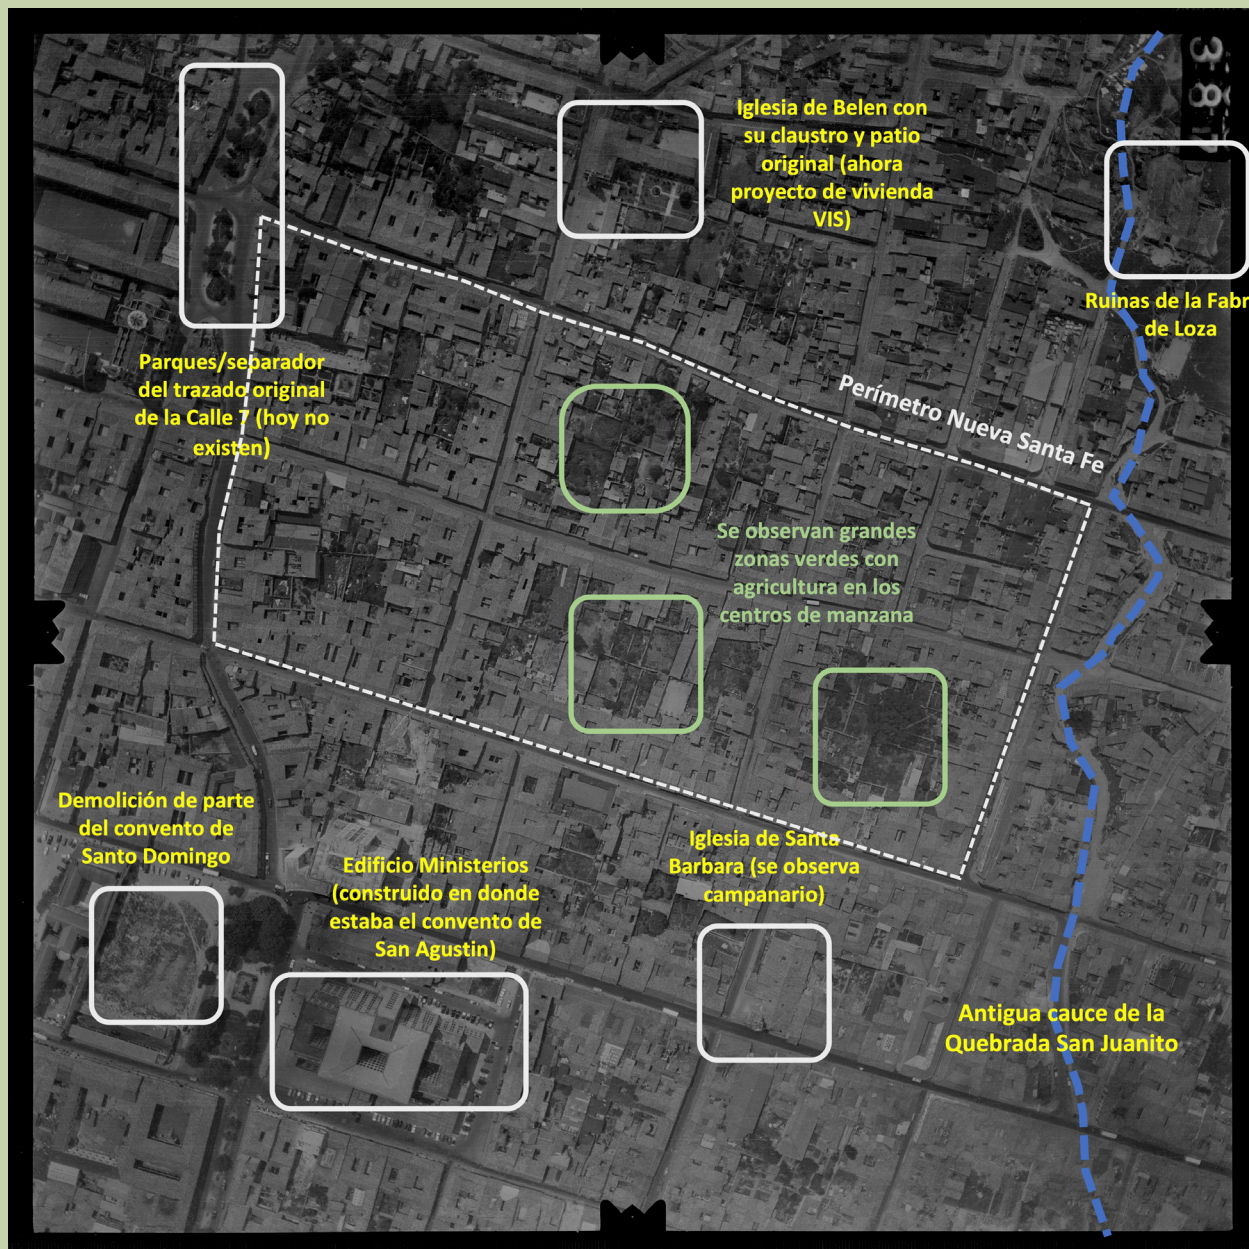 Iglesia de Belen con
su claustro y patio
original (ahora
proyecto de vivienda
VIS)
Ruinas de la Fabr
de Loza
Parques/separador
del trazado original
de la Calle 7 (hoy no
existen)
Perímetro Nueva Santa Fe
Se observan grandes
zonas verdes con
agricultura en los
centros de manzana
Demolición de parte
del convento de
Santo Domingo
Edificio Ministerios
(construido en donde
estaba el convento de
San Agustin)
Iglesia de Santa
Barbara (se observa
campanario)
Antigua cauce de la
Quebrada San Juanito